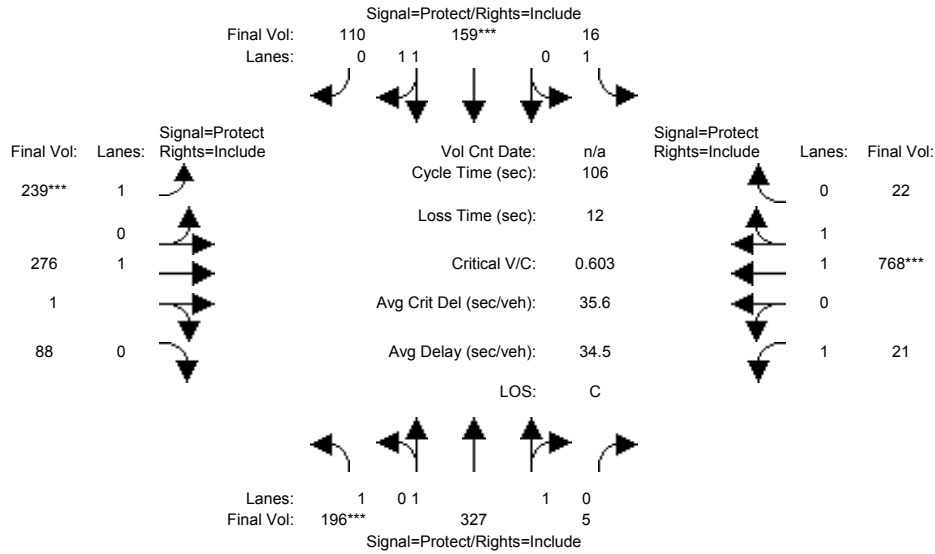 Signal=Protect/Rights=Include
Final Vol: 110 159*** 16
Lanes: 0 1 1 0 1
Signal=Protect
Final Vol: Lanes: Rights=Include
Vol Cnt Date: n/a
Signal=Protect
Rights=Include Lanes: Final Vol:
239*** 1
Cycle Time (sec): 106
0 22
0
Loss Time (sec): 12
1
276 1
Critical V/C: 0.603
1 768***
1
Avg Crit Del (sec/veh): 35.6
0
88 0
Avg Delay (sec/veh): 34.5
1 21
LOS: C
Lanes: 1 0 1 1 0
Final Vol: 196*** 327 5
Signal=Protect/Rights=Include